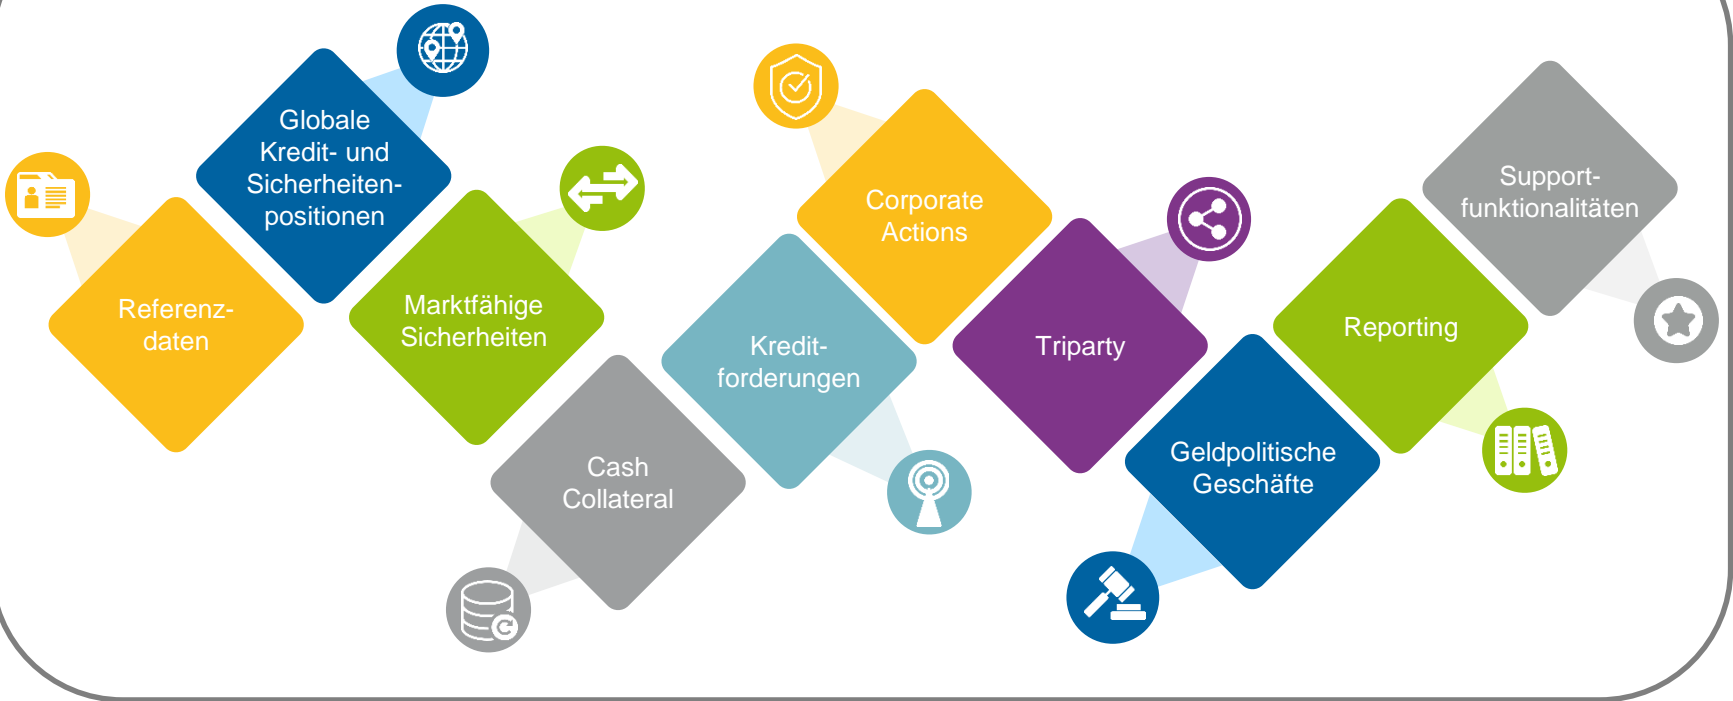 Referenz-
daten
Globale
Kredit- und
Sicherheiten-
positionen
Marktfähige
Sicherheiten
Cash
Collateral
Kredit-
forderungen
Corporate
Actions
Triparty
Geldpolitische
Geschäfte
Reporting
Support-
funktionalitäten